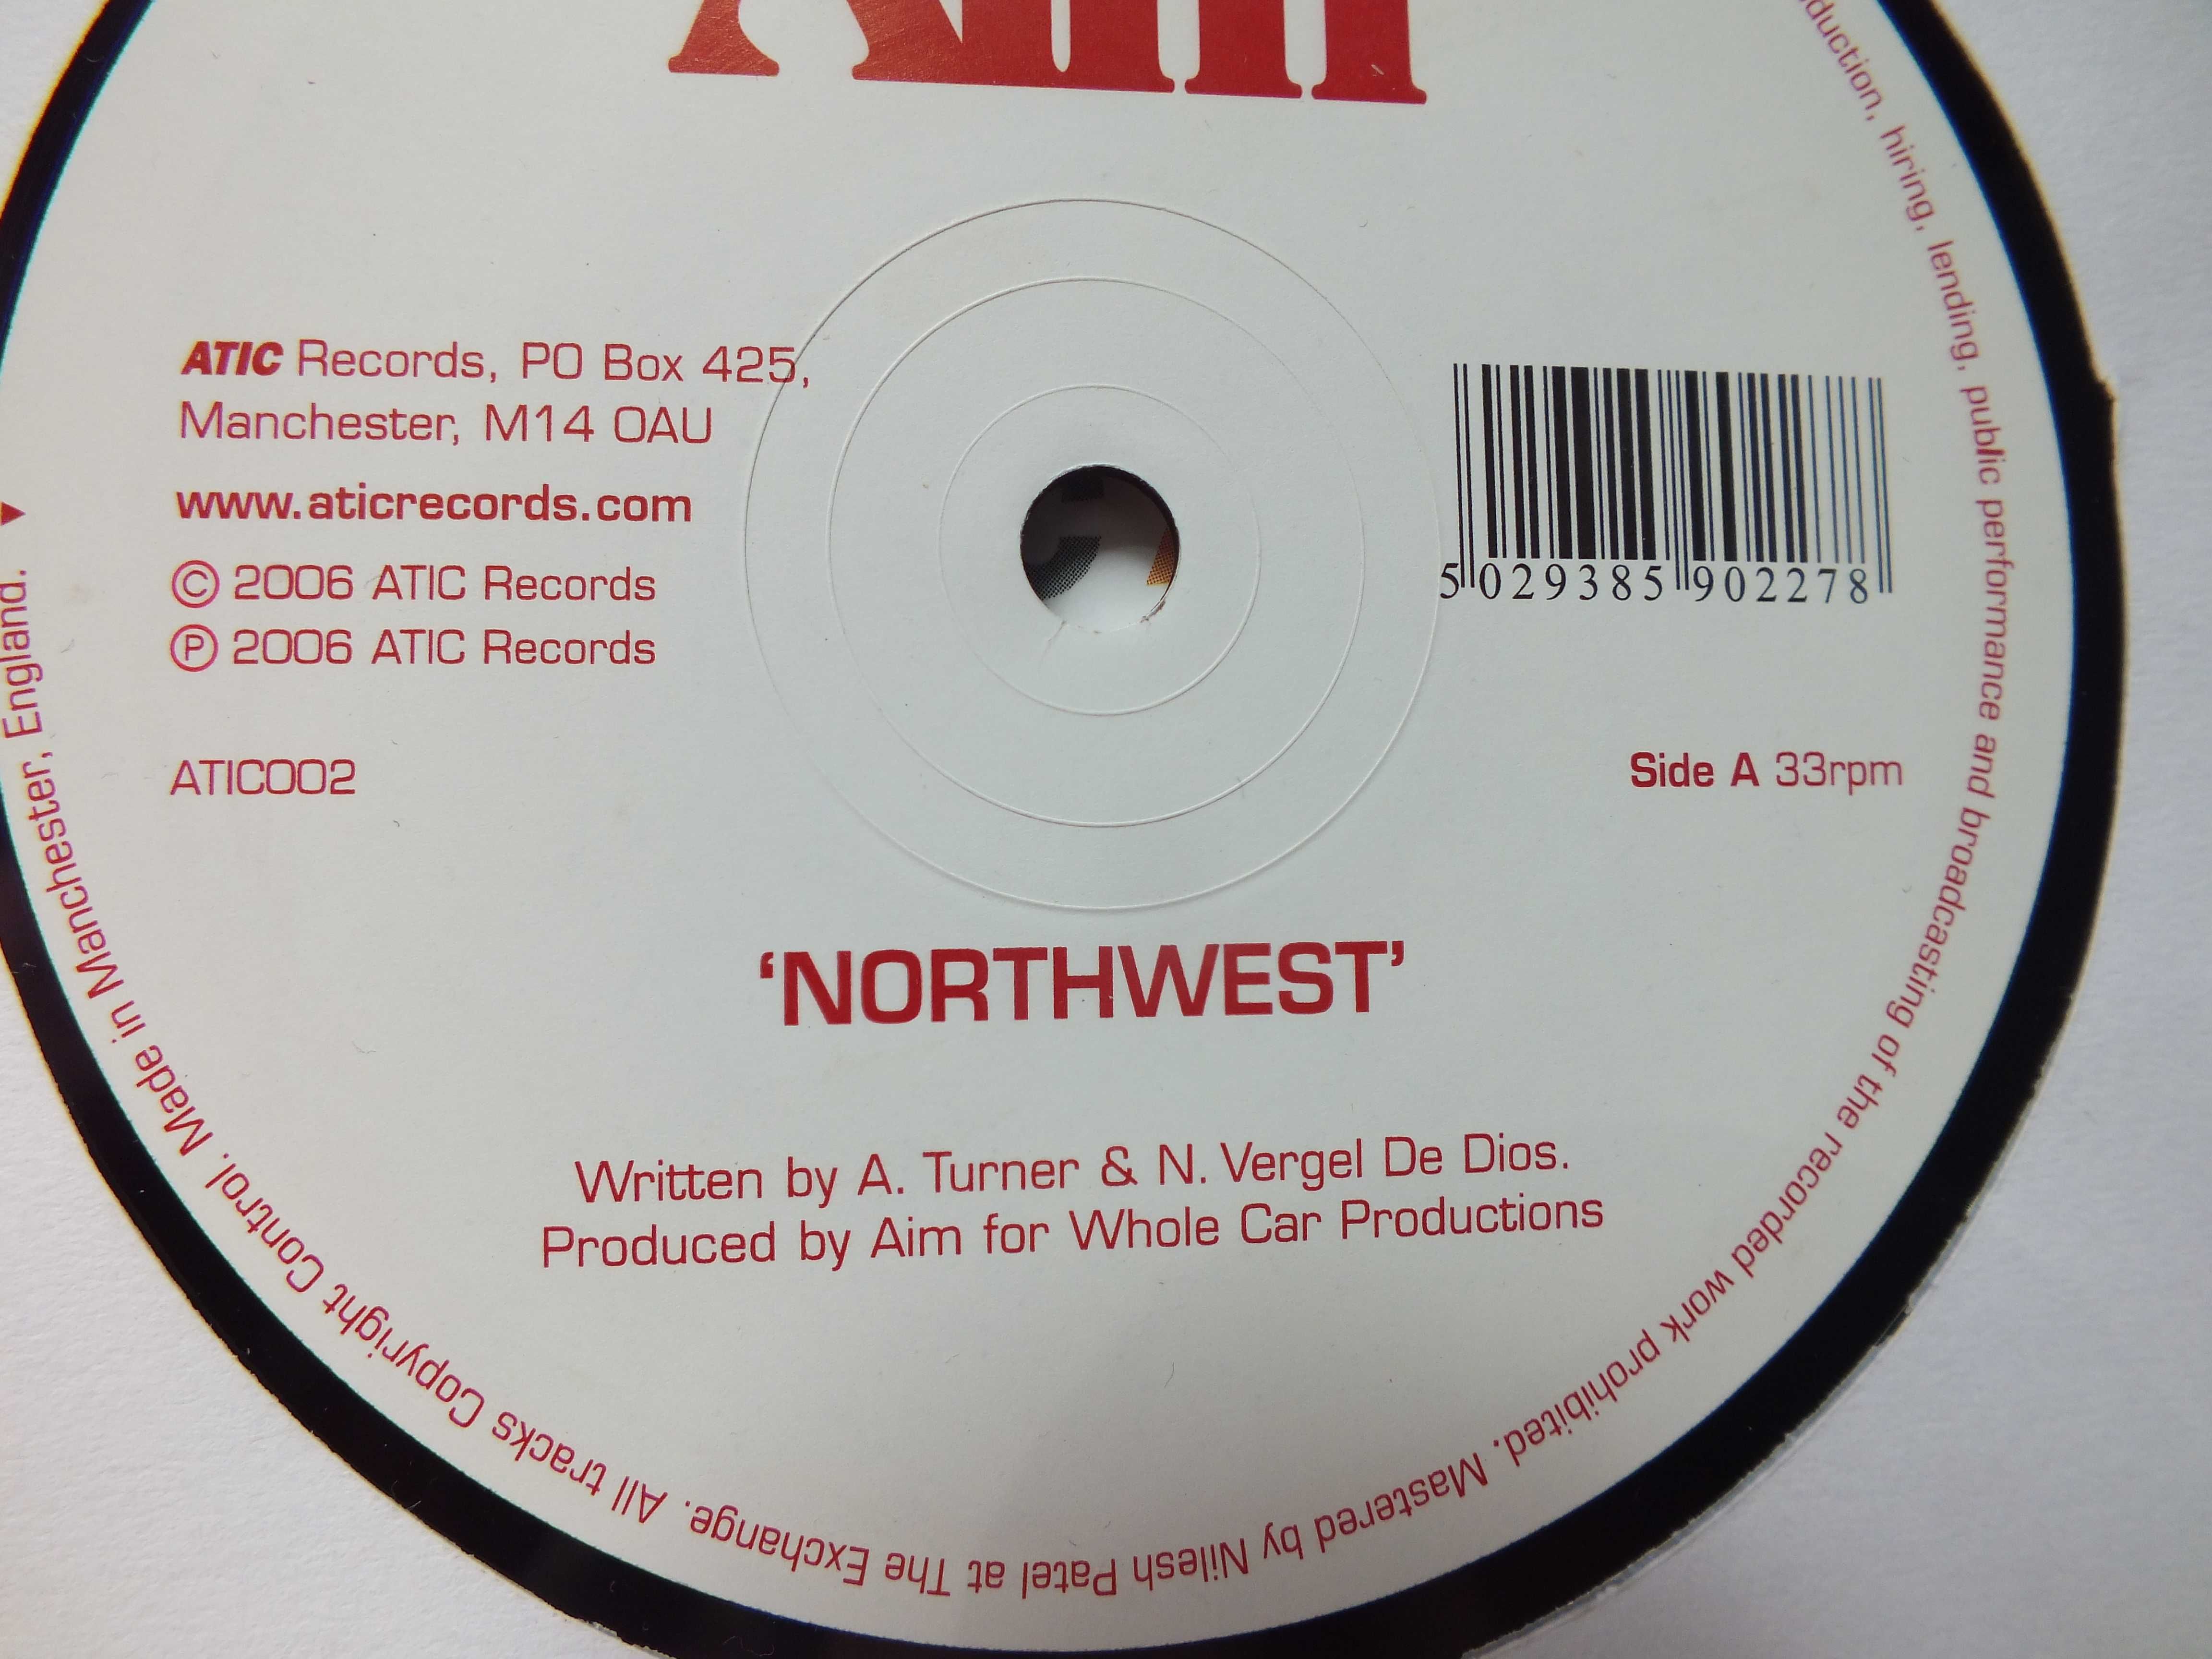 Aim
ATIC Records, PO Box 425,
Manchester, M14 0AU
www.aticrecords.com
© 2006 ATIC Records
℗ 2006 ATIC Records
5 029385 902278
ATIC002
Side A 33rpm
‘NORTHWEST’
Written by A. Turner & N. Vergel De Dios.
Produced by Aim for Whole Car Productions
hiring, lending, public performance and broadcasting of the recorded work prohibited. Mastered by Nilesh Patel at The Exchange. All tracks Copyright Control. Made in Manchester, England.